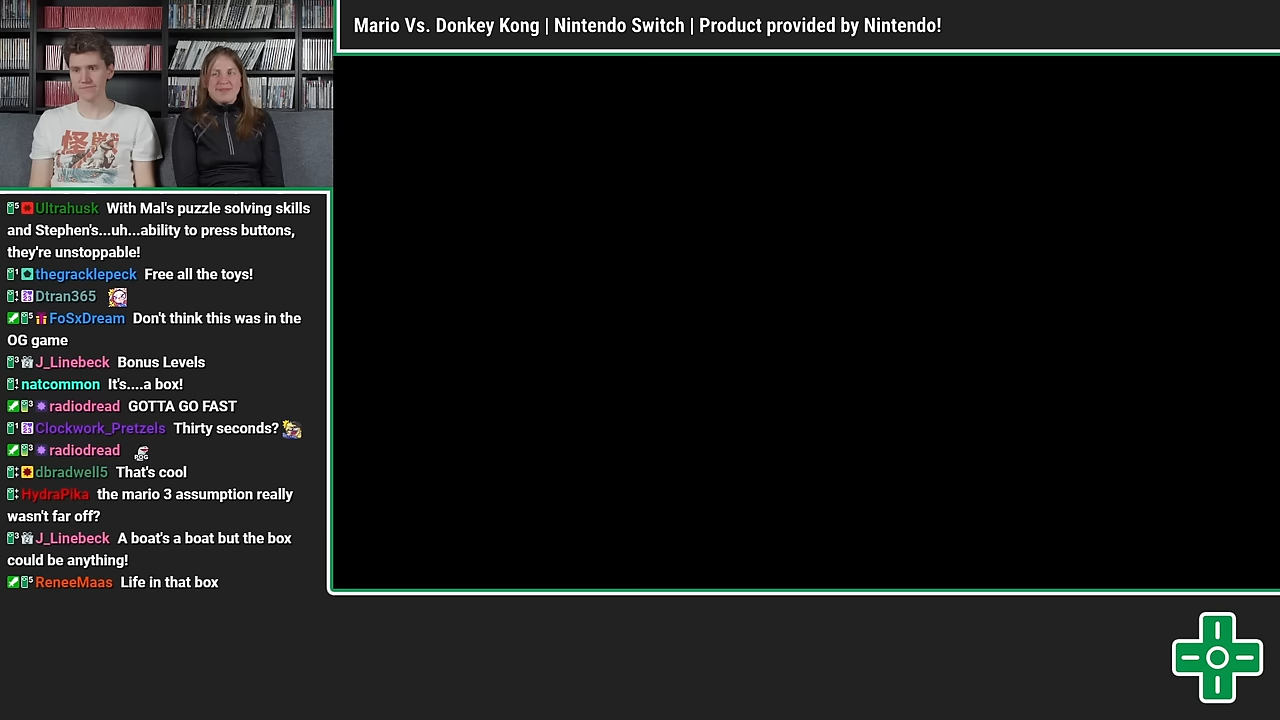 Mario Vs. Donkey Kong | Nintendo Switch | Product provided by Nintendo!
怪獣
Ultrahusk With Mal's puzzle solving skills
and Stephen's...uh...ability to press buttons,
they're unstoppable!
thegracklepeck Free all the toys!
Dtran365
FoSxDream Don't think this was in the
OG game
J_Linebeck Bonus Levels
natcommon It's....a box!
radiodread GOTTA GO FAST
Clockwork_Pretzels Thirty seconds?
radiodread
dbradwell5 That's cool
HydraPika the mario 3 assumption really
wasn't far off?
J_Linebeck A boat's a boat but the box
could be anything!
ReneeMaas Life in that box